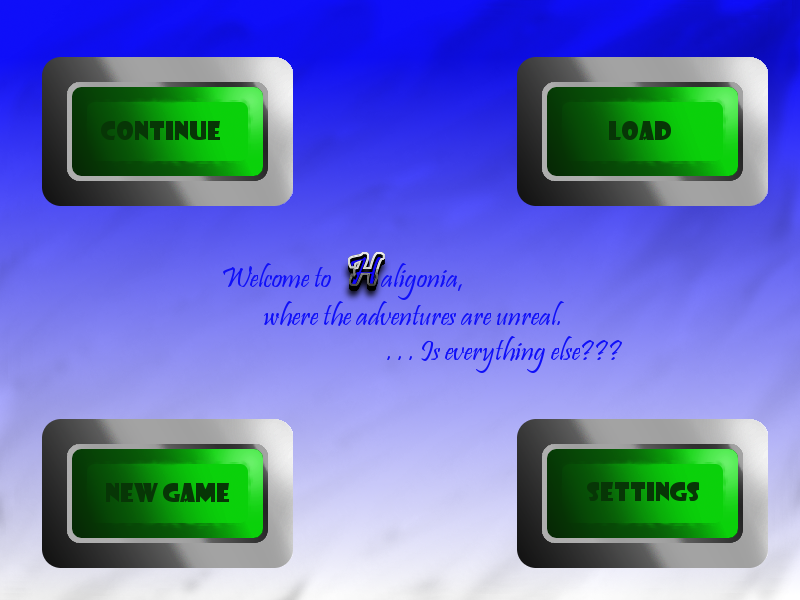 CONTINUE
LOAD
Welcome to Haligonia,
where the adventures are unreal.
. . . Is everything else???
NEW GAME
SETTINGS